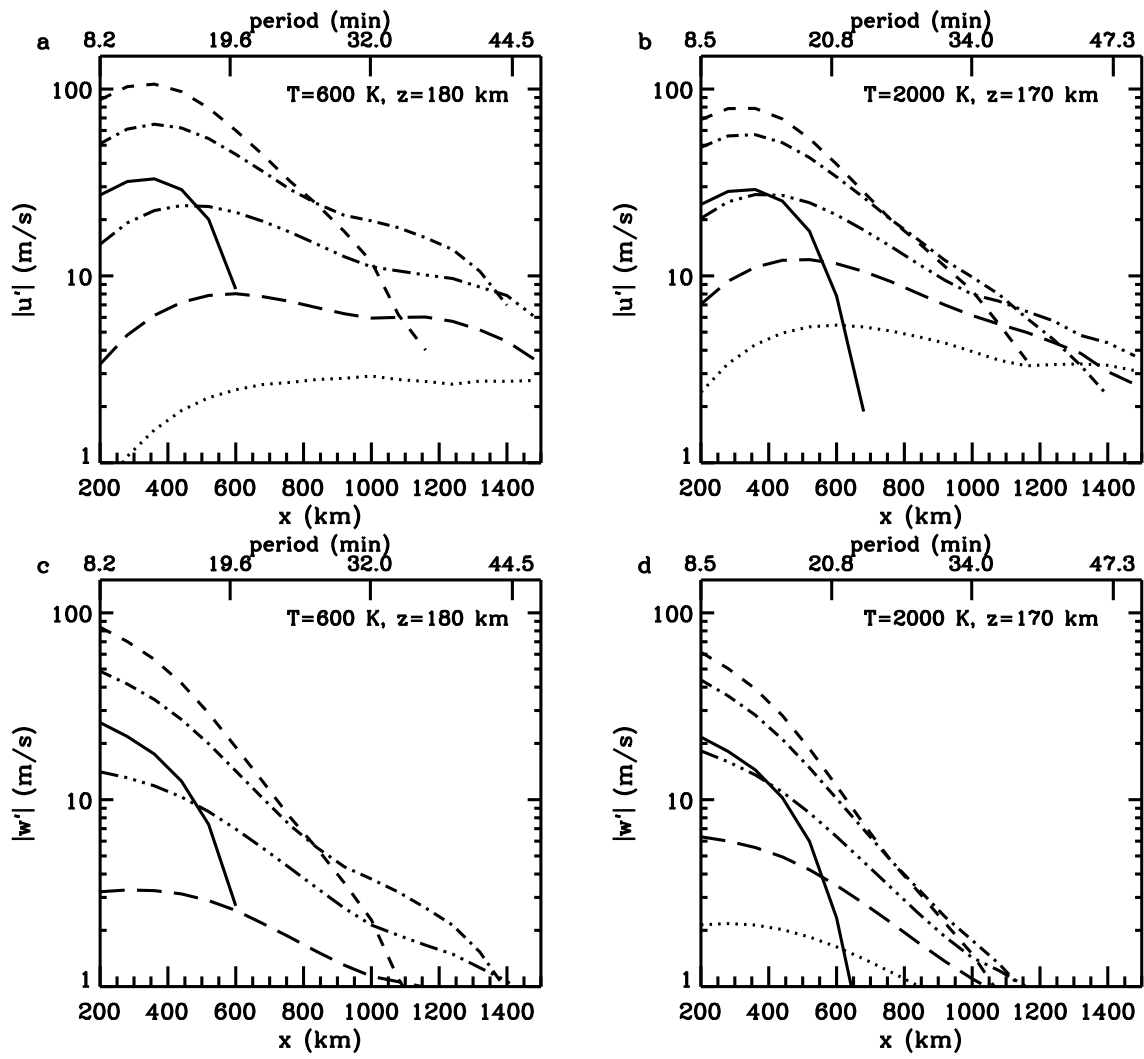 period (min)
a 8.2 19.6 32.0 44.5
T=600 K, z=180 km
100
10
1
|u'| (m/s)
200 400 600 800 1000 1200 1400
x (km)
period (min)
b 8.5 20.8 34.0 47.3
T=2000 K, z=170 km
100
10
1
|u'| (m/s)
200 400 600 800 1000 1200 1400
x (km)
period (min)
c 8.2 19.6 32.0 44.5
T=600 K, z=180 km
100
10
1
|w'| (m/s)
200 400 600 800 1000 1200 1400
x (km)
period (min)
d 8.5 20.8 34.0 47.3
T=2000 K, z=170 km
100
10
1
|w'| (m/s)
200 400 600 800 1000 1200 1400
x (km)